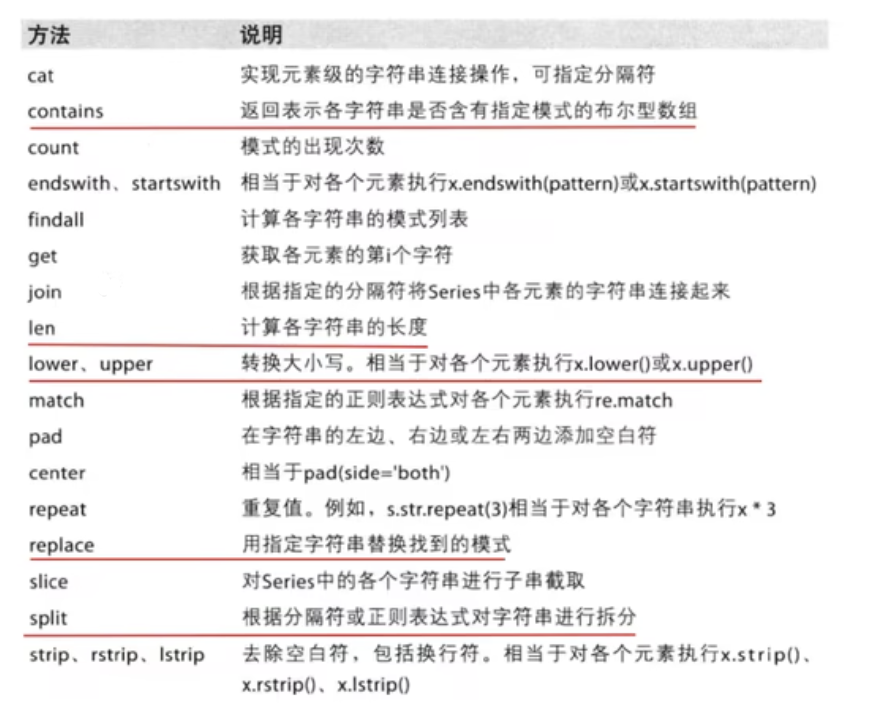 方法 说明
cat 实现元素级的字符串连接操作，可指定分隔符
contains 返回表示各字符串是否含有指定模式的布尔型数组
count 模式的出现次数
endswith、startswith 相当于对各个元素执行x.endswith(pattern)或x.startswith(pattern)
findall 计算各字符串的模式列表
get 获取各元素的第i个字符
join 根据指定的分隔符将Series中各元素的字符串连接起来
len 计算各字符串的长度
lower、upper 转换大小写。相当于对各个元素执行x.lower()或x.upper()
match 根据指定的正则表达式对各个元素执行re.match
pad 在字符串的左边、右边或左右两边添加空白符
center 相当于pad(side='both')
repeat 重复值。例如，s.str.repeat(3)相当于对各个字符串执行x * 3
replace 用指定字符串替换找到的模式
slice 对Series中的各个字符串进行子串截取
split 根据分隔符或正则表达式对字符串进行拆分
strip、rstrip、lstrip 去除空白符，包括换行符。相当于对各个元素执行x.strip()、
x.rstrip()、x.lstrip()